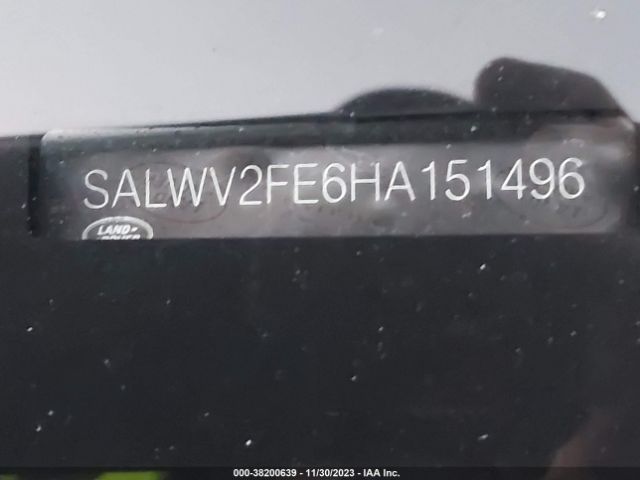 SALWV2FE6HA151496
LAND-
ROVER
000-38200639 - 11/30/2023 - IAA Inc.